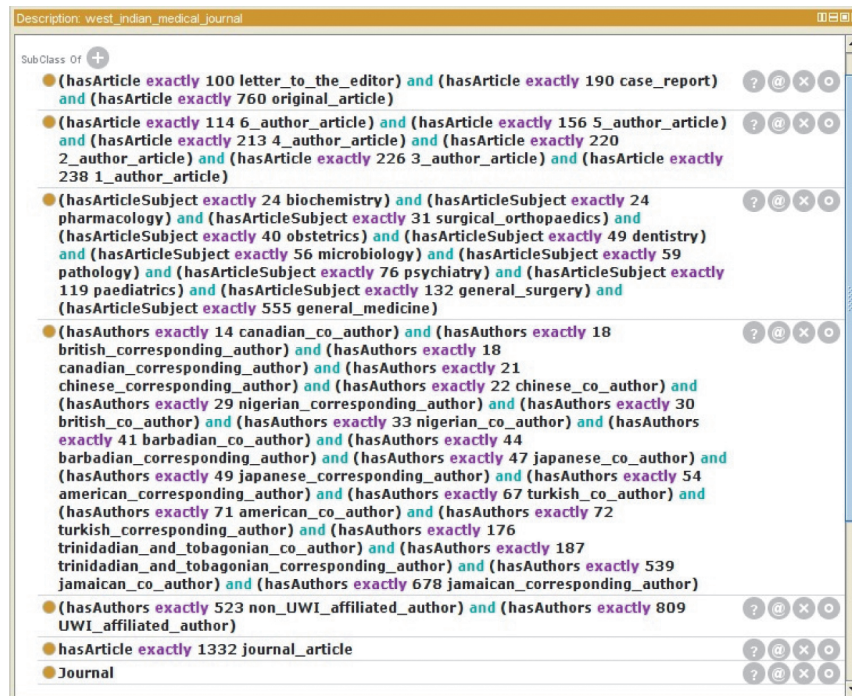 Description: west_indian_medical_journal
SubClass Of
(hasArticle exactly 100 letter_to_the_editor) and (hasArticle exactly 190 case_report)
and (hasArticle exactly 760 original_article)
(hasArticle exactly 114 6_author_article) and (hasArticle exactly 156 5_author_article)
and (hasArticle exactly 213 4_author_article) and (hasArticle exactly 220
2_author_article) and (hasArticle exactly 226 3_author_article) and (hasArticle exactly
238 1_author_article)
(hasArticleSubject exactly 24 biochemistry) and (hasArticleSubject exactly 24
pharmacology) and (hasArticleSubject exactly 31 surgical_orthopaedics) and
(hasArticleSubject exactly 40 obstetrics) and (hasArticleSubject exactly 49 dentistry)
and (hasArticleSubject exactly 56 microbiology) and (hasArticleSubject exactly 59
pathology) and (hasArticleSubject exactly 76 psychiatry) and (hasArticleSubject exactly
119 paediatrics) and (hasArticleSubject exactly 132 general_surgery) and
(hasArticleSubject exactly 555 general_medicine)
(hasAuthors exactly 14 canadian_co_author) and (hasAuthors exactly 18
british_corresponding_author) and (hasAuthors exactly 18
canadian_corresponding_author) and (hasAuthors exactly 21
chinese_corresponding_author) and (hasAuthors exactly 22 chinese_co_author) and
(hasAuthors exactly 29 nigerian_corresponding_author) and (hasAuthors exactly 30
british_co_author) and (hasAuthors exactly 33 nigerian_co_author) and (hasAuthors
exactly 41 barbadian_co_author) and (hasAuthors exactly 44
barbadian_corresponding_author) and (hasAuthors exactly 47 japanese_co_author) and
(hasAuthors exactly 49 japanese_corresponding_author) and (hasAuthors exactly 54
american_corresponding_author) and (hasAuthors exactly 67 turkish_co_author) and
(hasAuthors exactly 71 american_co_author) and (hasAuthors exactly 72
turkish_corresponding_author) and (hasAuthors exactly 176
trinidadian_and_tobagonian_co_author) and (hasAuthors exactly 187
trinidadian_and_tobagonian_corresponding_author) and (hasAuthors exactly 539
jamaican_co_author) and (hasAuthors exactly 678 jamaican_corresponding_author)
(hasAuthors exactly 523 non_UWI_affiliated_author) and (hasAuthors exactly 809
UWI_affiliated_author)
hasArticle exactly 1332 journal_article
Journal